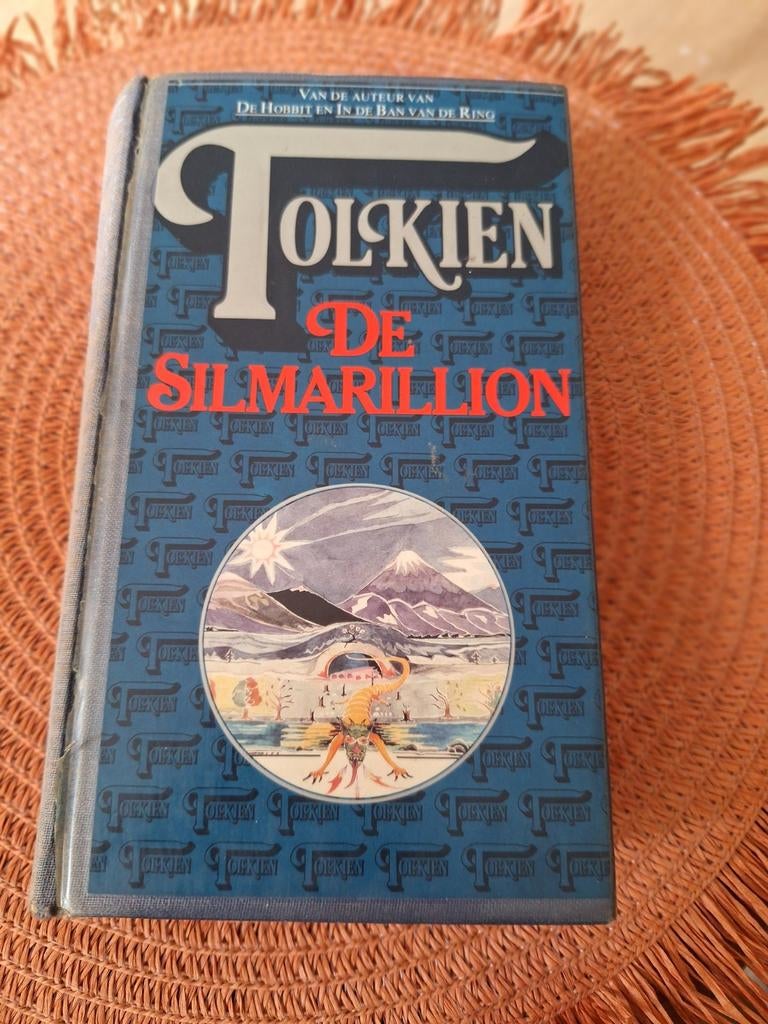 VAN DE AUTEUR VAN
DE HOBBIT EN IN DE BAN VAN DE RING
TOLKIEN
DE
SILMARILLION